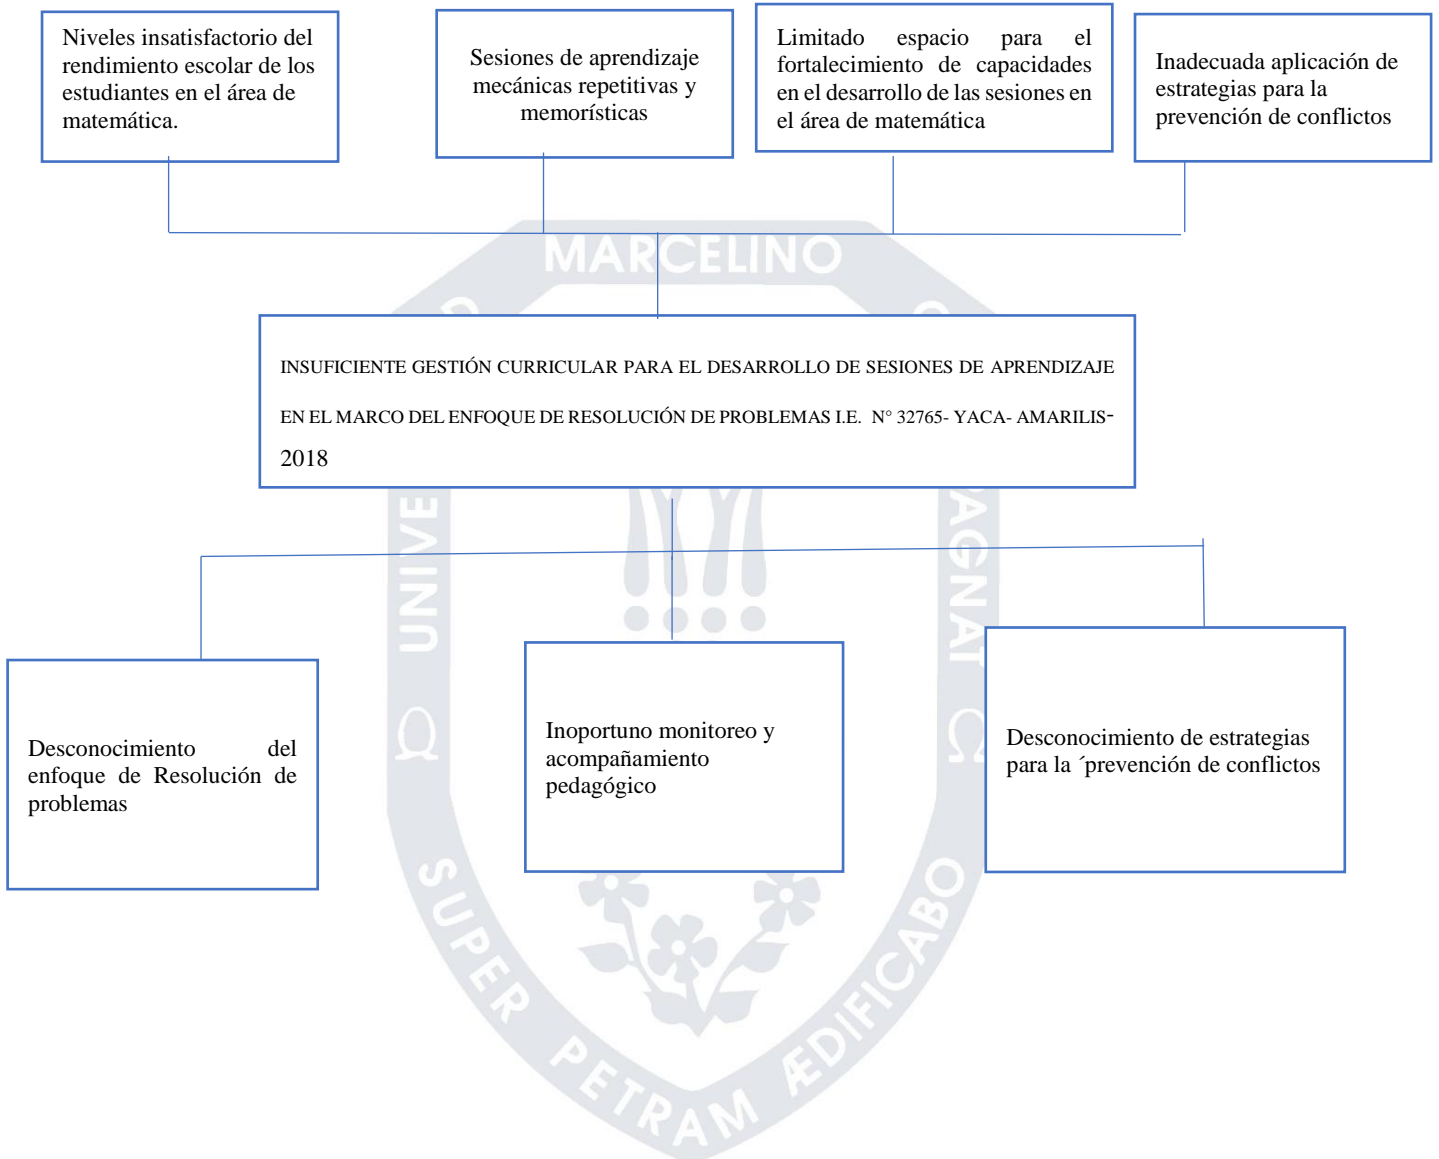 Niveles insatisfactorio del
rendimiento escolar de los
estudiantes en el área de
matemática.
Sesiones de aprendizaje
mecánicas repetitivas y
memorísticas
Limitado espacio para el
fortalecimiento de capacidades
en el desarrollo de las sesiones en
el área de matemática
Inadecuada aplicación de
estrategias para la
prevención de conflictos
MARCELINO
INSUFICIENTE GESTIÓN CURRICULAR PARA EL DESARROLLO DE SESIONES DE APRENDIZAJE
EN EL MARCO DEL ENFOQUE DE RESOLUCIÓN DE PROBLEMAS I.E. N° 32765- YACA- AMARILIS-
2018
UNIVE
PAGNAT
Desconocimiento del
enfoque de Resolución de
problemas
Inoportuno monitoreo y
acompañamiento
pedagógico
Desconocimiento de estrategias
para la ´prevención de conflictos
SUPER PETRAM ÆDIFICABO